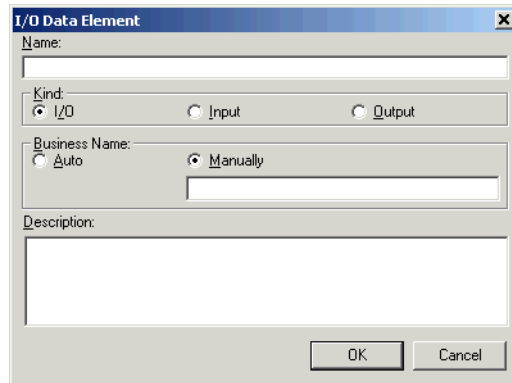 I/O Data Element
Name:
Kind:
I/O Input Output
Business Name:
Auto Manually
Description:
OK Cancel